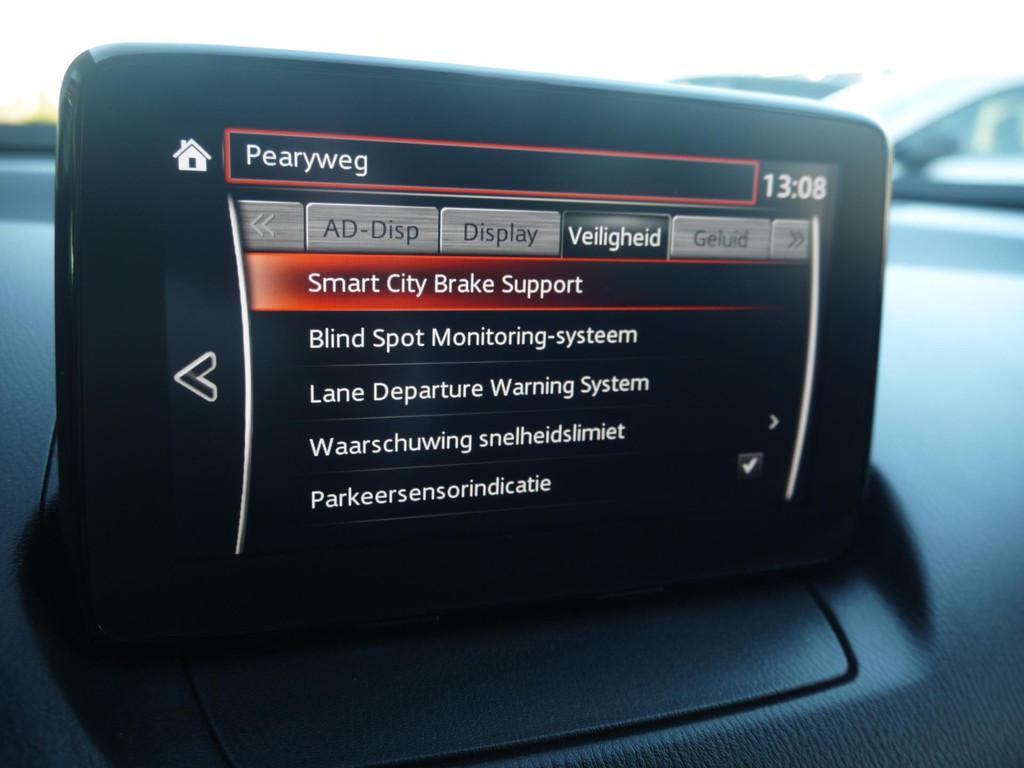 Pearyweg
13:08
AD-Disp Display Veiligheid Geluid
Smart City Brake Support
Blind Spot Monitoring-systeem
Lane Departure Warning System
Waarschuwing snelheidslimiet
Parkeersensorindicatie